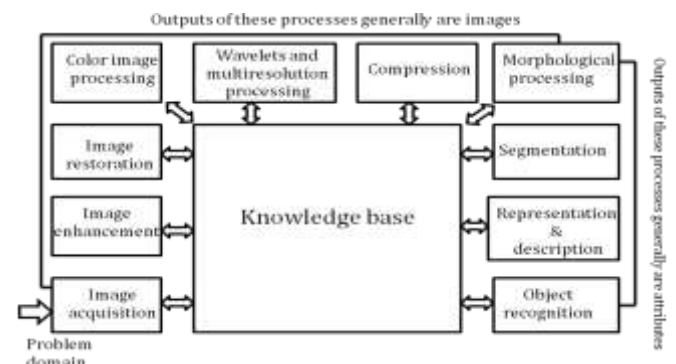 Outputs of these processes generally are images
Color image
processing
Wavelets and
multiresolution
processing
Compression
Morphological
processing
Image
restoration
Segmentation
Image
enhancement
Knowledge base
Representation
&
description
Image
acquisition
Object
recognition
Problem
domain
Outputs of these processes generally are attributes